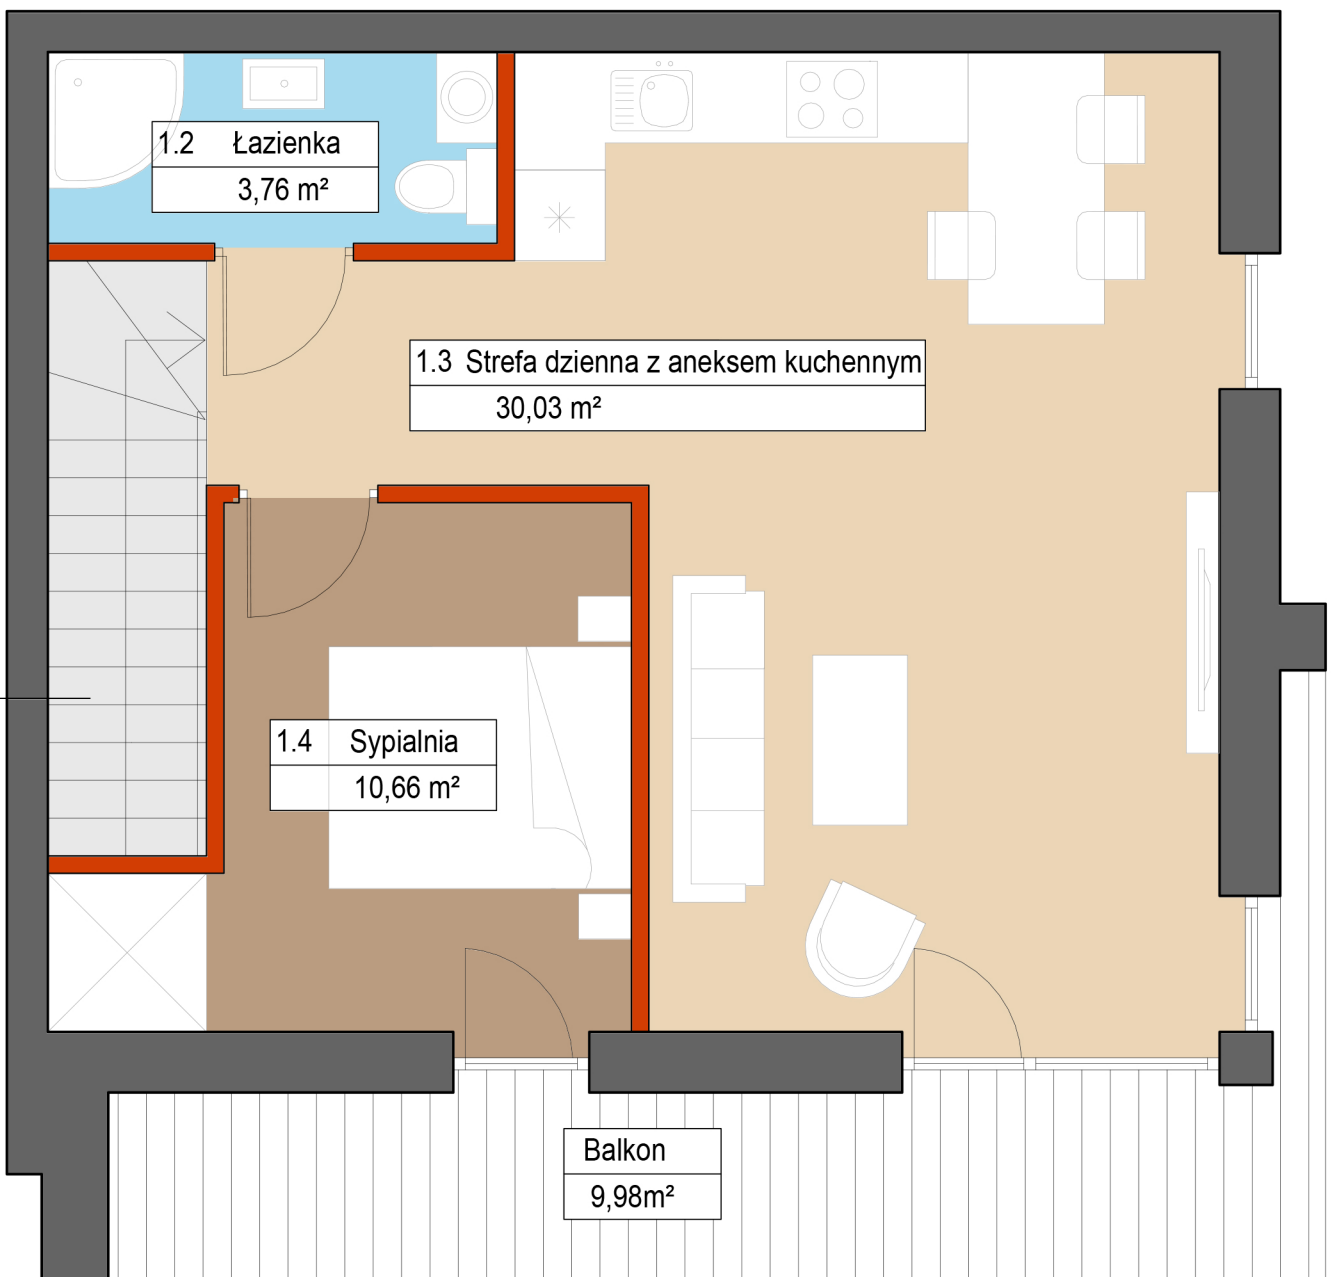 1.2 Łazienka
3,76 m²
1.3 Strefa dzienna z aneksem kuchennym
30,03 m²
1.4 Sypialnia
10,66 m²
Balkon
9,98m²